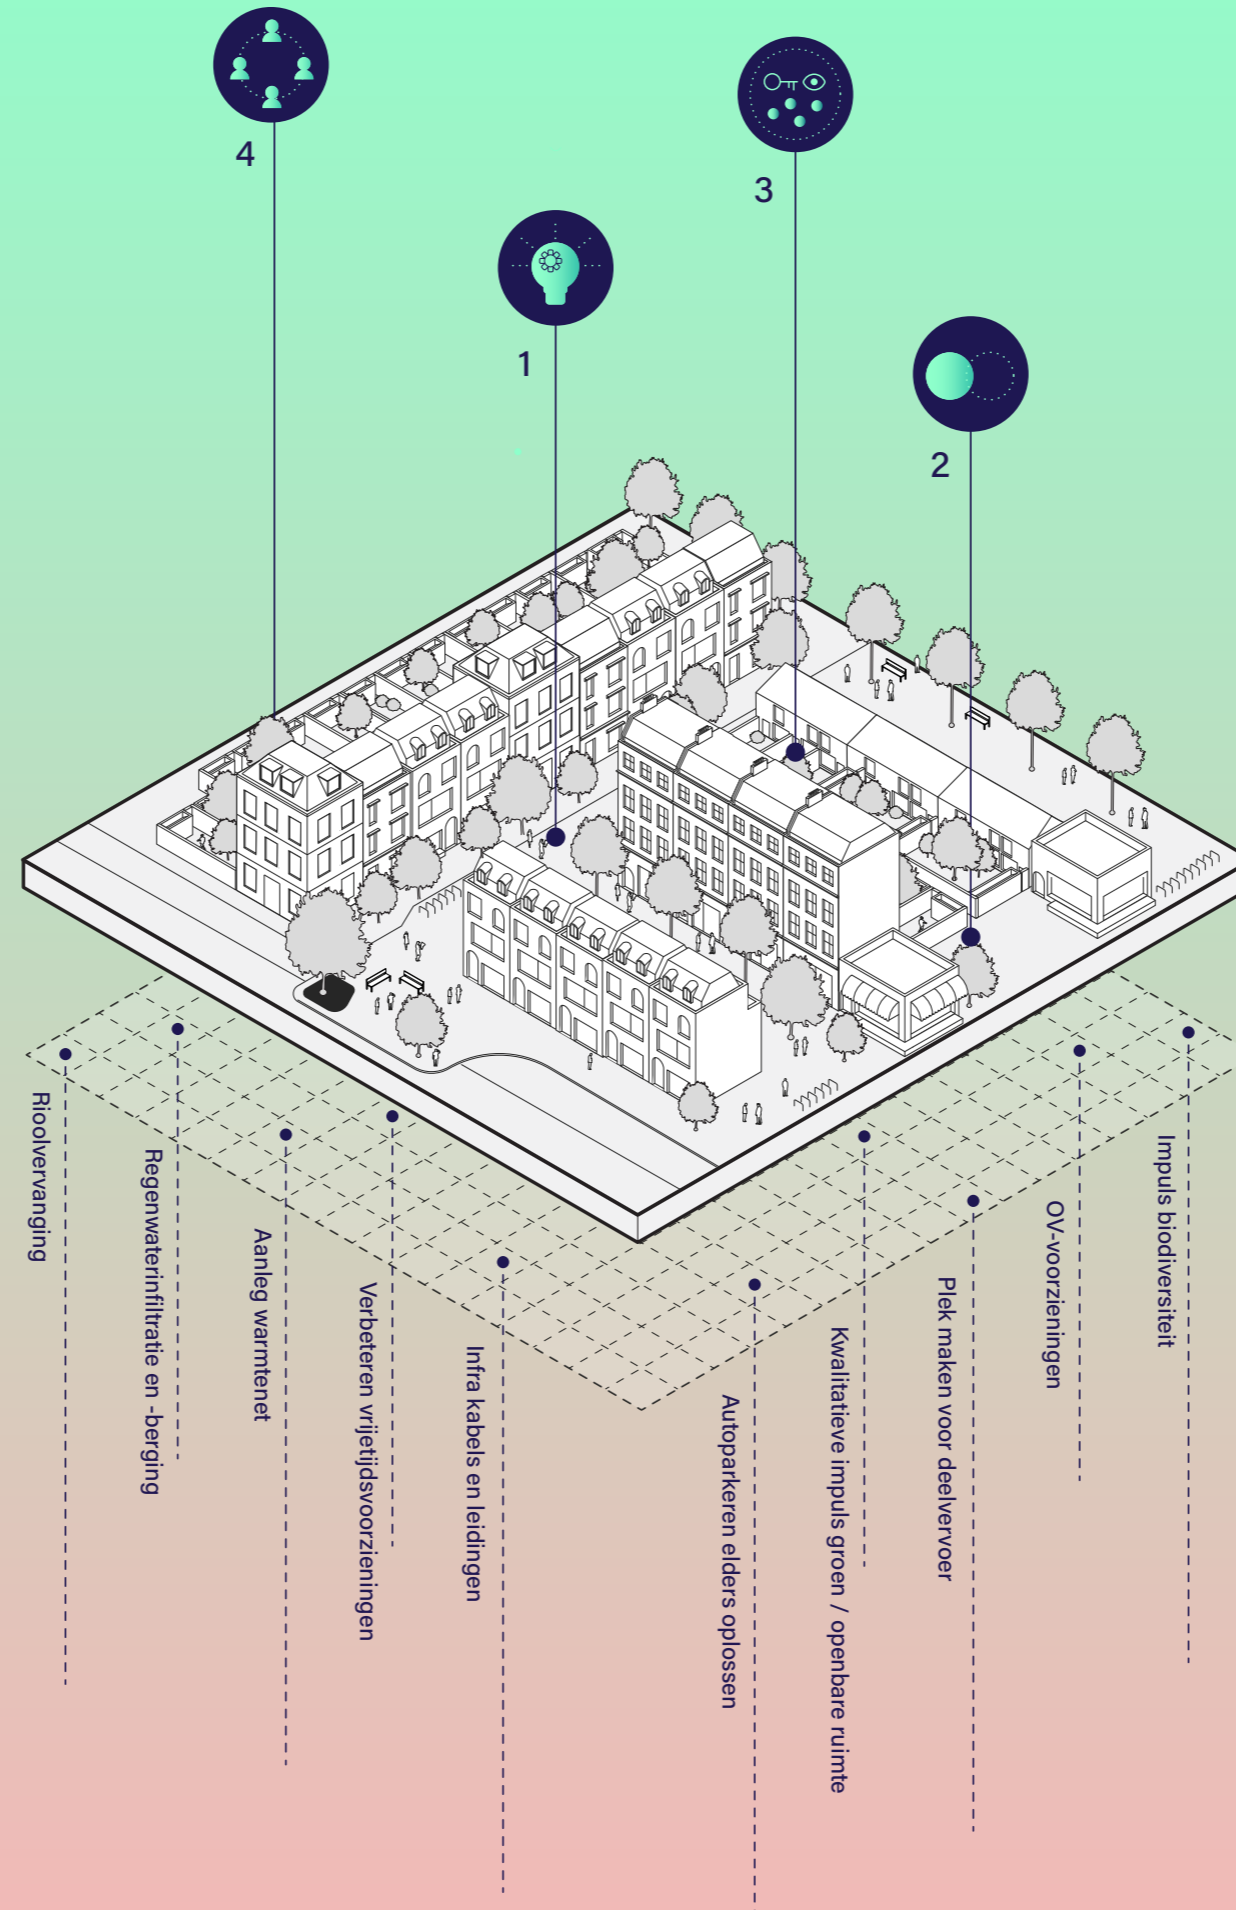 4
3
1
2
Rioolvervanging
Regenwaterinfiltratie en -berging
Aanleg warmtenet
Verbeteren vrijetijdsvoorzieningen
Infra kabels en leidingen
Autoparkeren elders oplossen
Kwalitatieve impuls groen / openbare ruimte
Plek maken voor deelvervoer
OV-voorzieningen
Impuls biodiversiteit